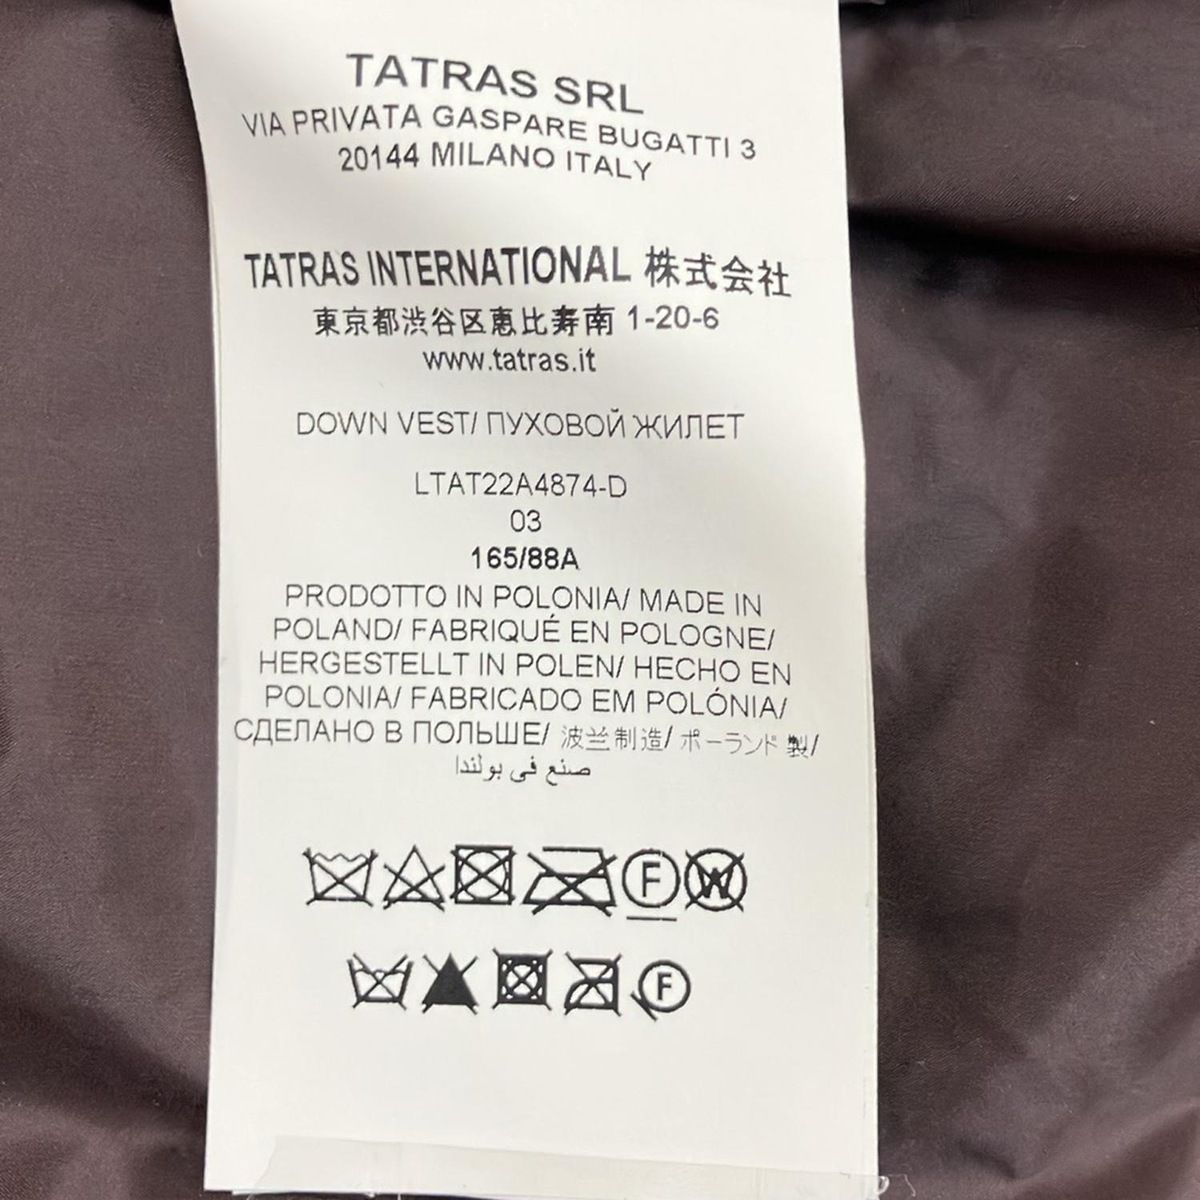 TATRAS SRL
VIA PRIVATA GASPARE BUGATTI 3
20144 MILANO ITALY
TATRAS INTERNATIONAL 株式会社
東京都渋谷区恵比寿南 1-20-6
www.tatras.it
DOWN VEST/ ПУХОВОЙ ЖИЛЕТ
LTAT22A4874-D
03
165/88A
PRODOTTO IN POLONIA/ MADE IN
POLAND/ FABRIQUÉ EN POLOGNE/
HERGESTELLT IN POLEN/ HECHO EN
POLONIA/ FABRICADO EM POLÓNIA/
СДЕЛАНО В ПОЛЬШЕ/ 波兰制造/ ポーランド 製/
صنع في بولندا
F W
F